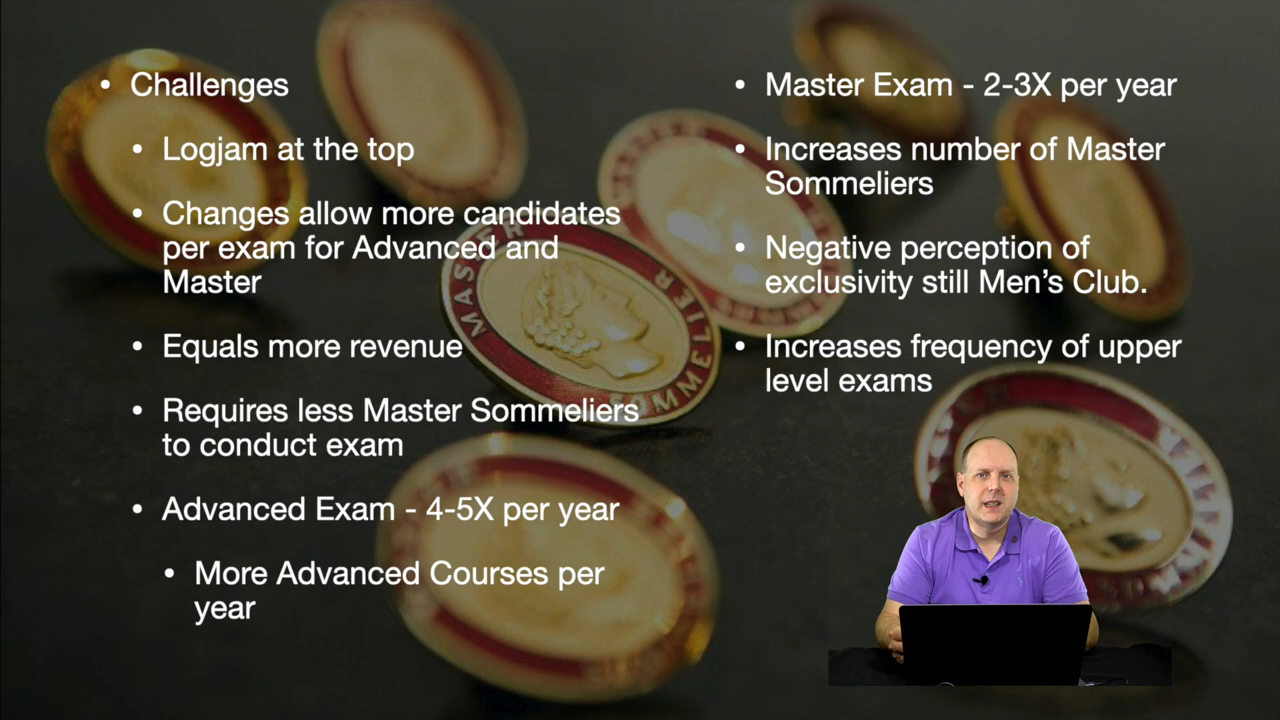 • Challenges
• Logjam at the top
• Changes allow more candidates
per exam for Advanced and
Master
• Equals more revenue
• Requires less Master Sommeliers
to conduct exam
• Advanced Exam - 4-5X per year
• More Advanced Courses per
year
• Master Exam - 2-3X per year
• Increases number of Master
Sommeliers
• Negative perception of
exclusivity still Men’s Club.
• Increases frequency of upper
level exams
MASTER
SOMMELIER